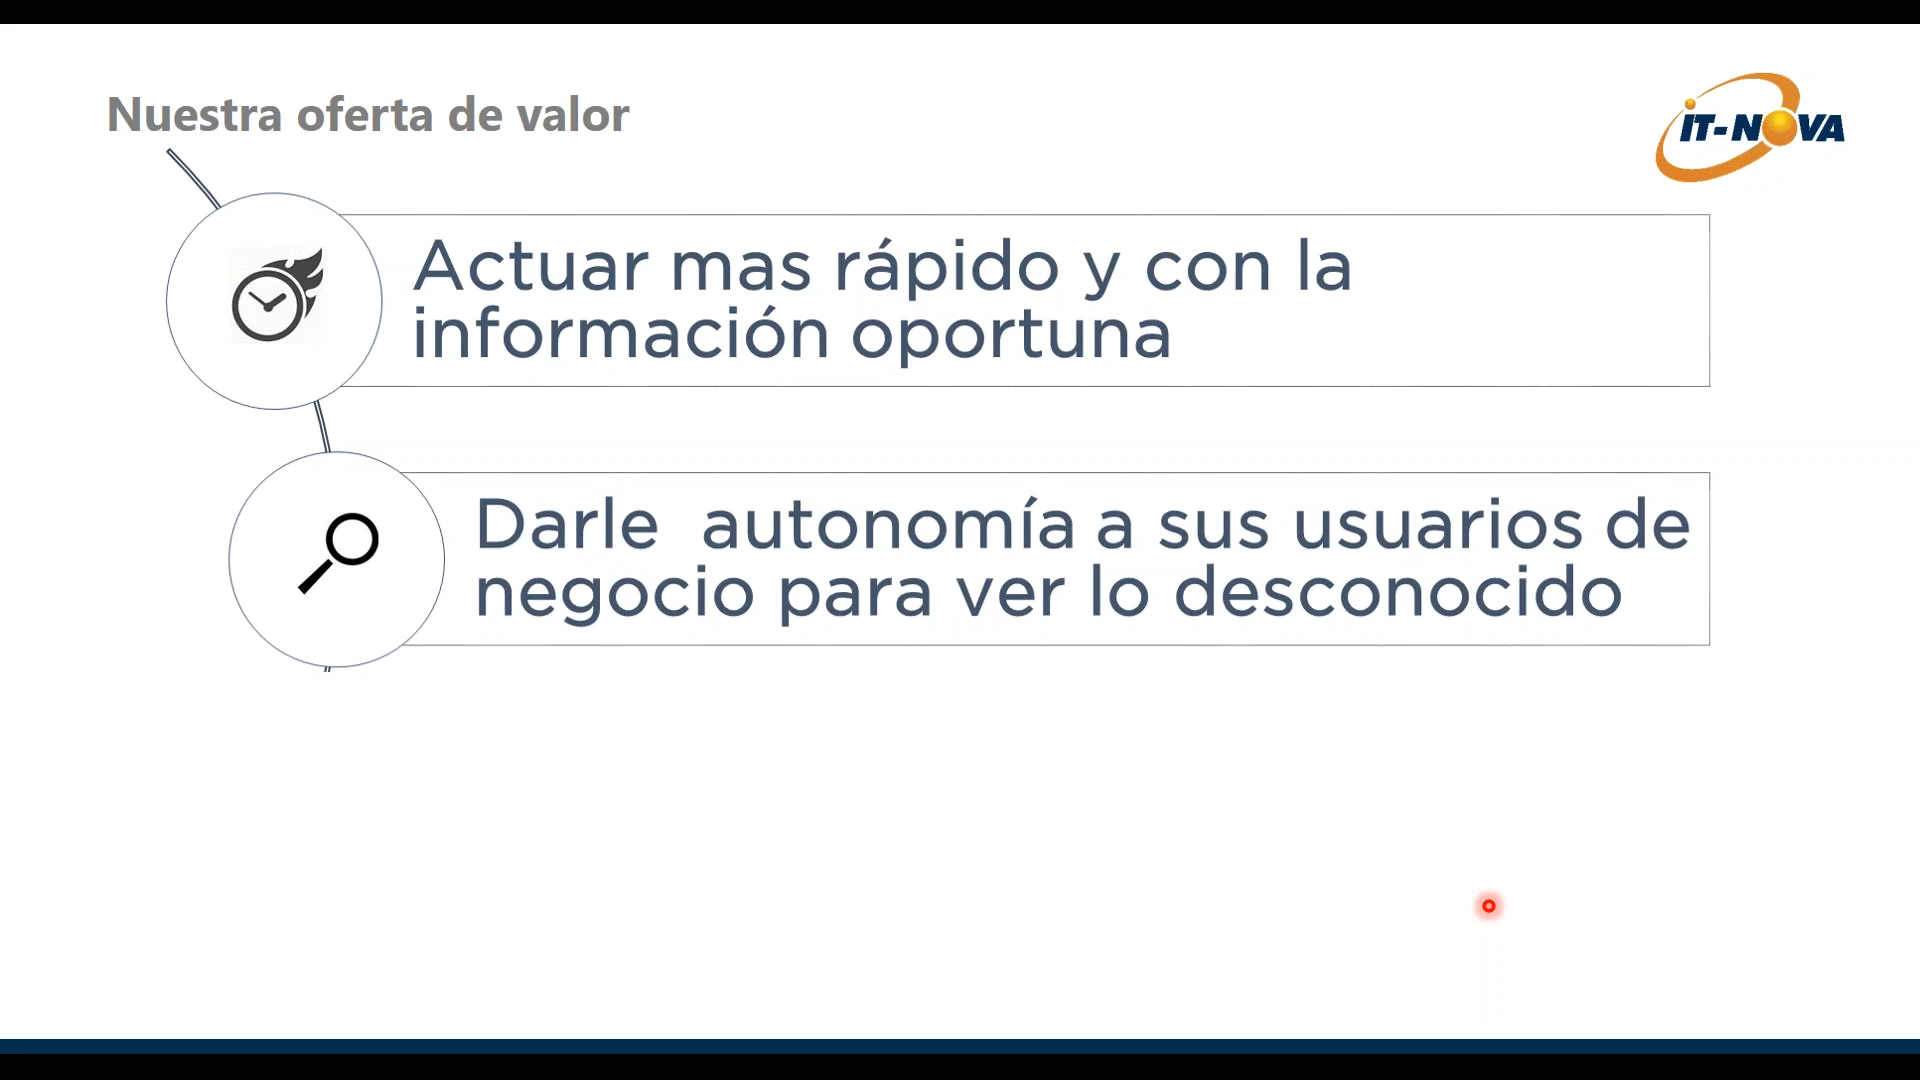 Nuestra oferta de valor
IT-NOVA
Actuar mas rápido y con la
información oportuna
Darle  autonomía a sus usuarios de
negocio para ver lo desconocido